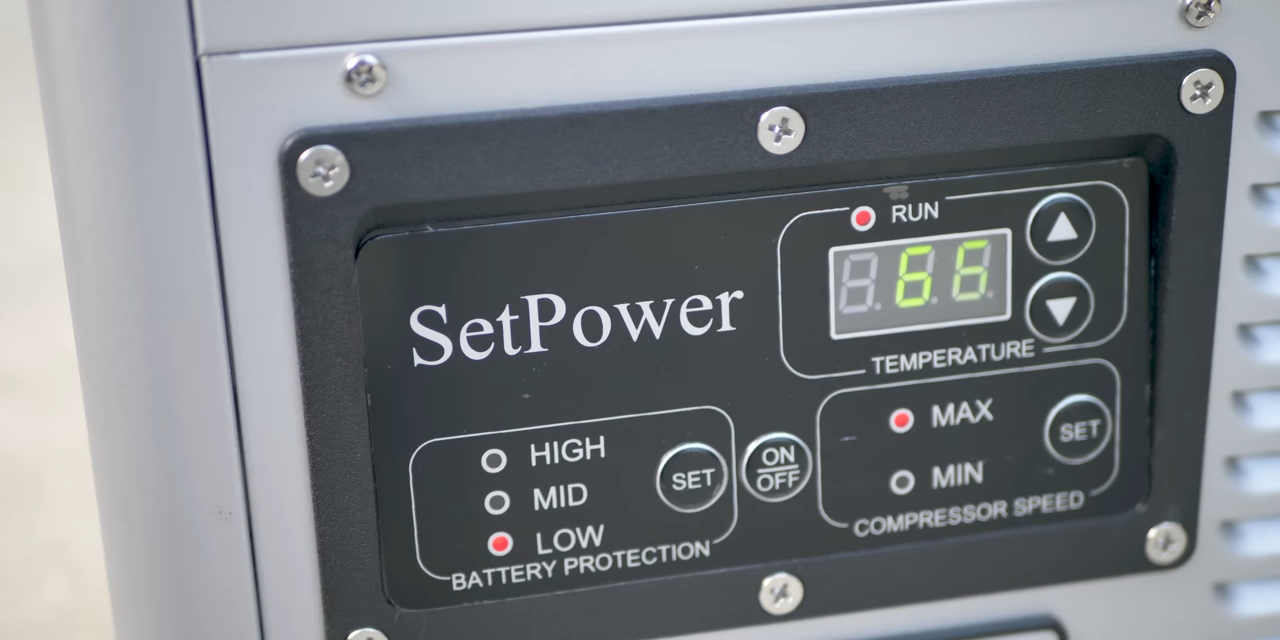 RUN
66
TEMPERATURE
SetPower
HIGH
MID
LOW
SET
BATTERY PROTECTION
ON
OFF
MAX
MIN
SET
COMPRESSOR SPEED